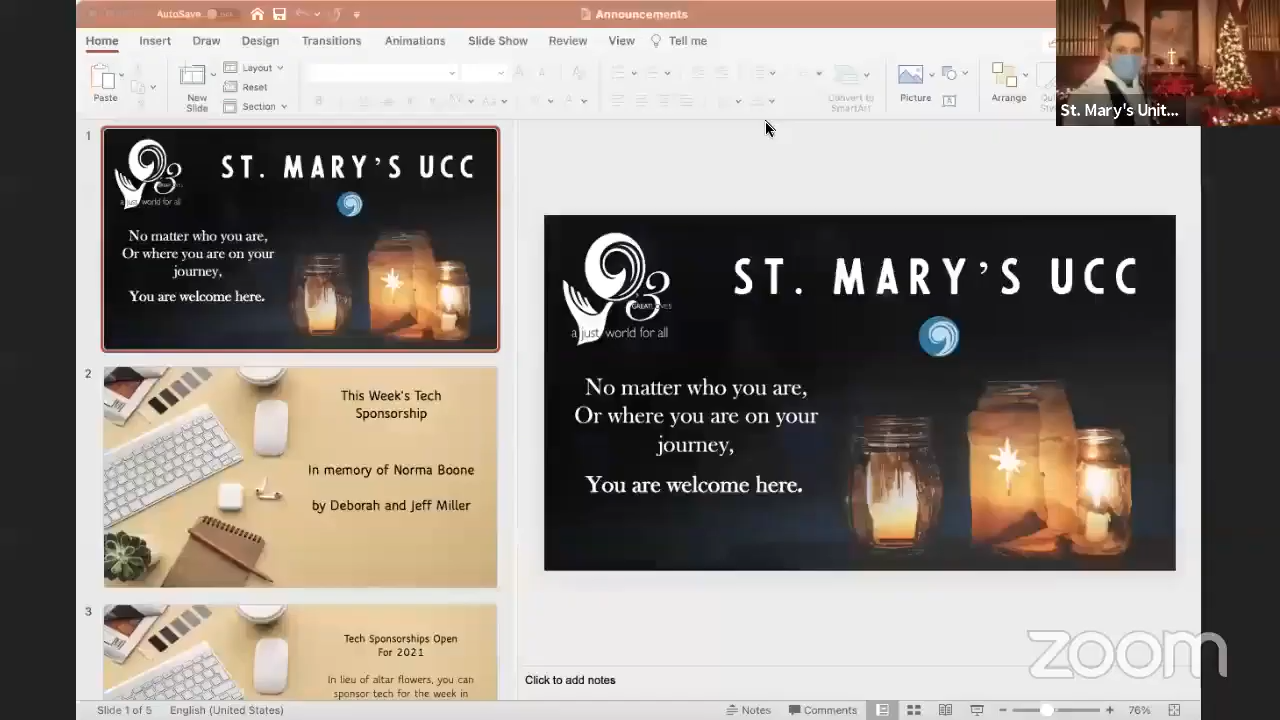 AutoSave
Announcements
Home Insert Draw Design Transitions Animations Slide Show Review View Tell me
Paste
New
Slide
Layout
Reset
Section
Convert to
SmartArt
Picture
Arrange
St. Mary's Unit...
1
ST. MARY'S UCC
a just world for all
No matter who you are,
Or where you are on your
journey,
You are welcome here.
2
This Week's Tech
Sponsorship
In memory of Norma Boone
by Deborah and Jeff Miller
3
Tech Sponsorships Open
For 2021
In lieu of altar flowers, you can
sponsor tech for the week in
ST. MARY'S UCC
3
GREAT LOVES
a just world for all
No matter who you are,
Or where you are on your
journey,
You are welcome here.
zoom
Click to add notes
Slide 1 of 5 English (United States) Notes Comments 76%